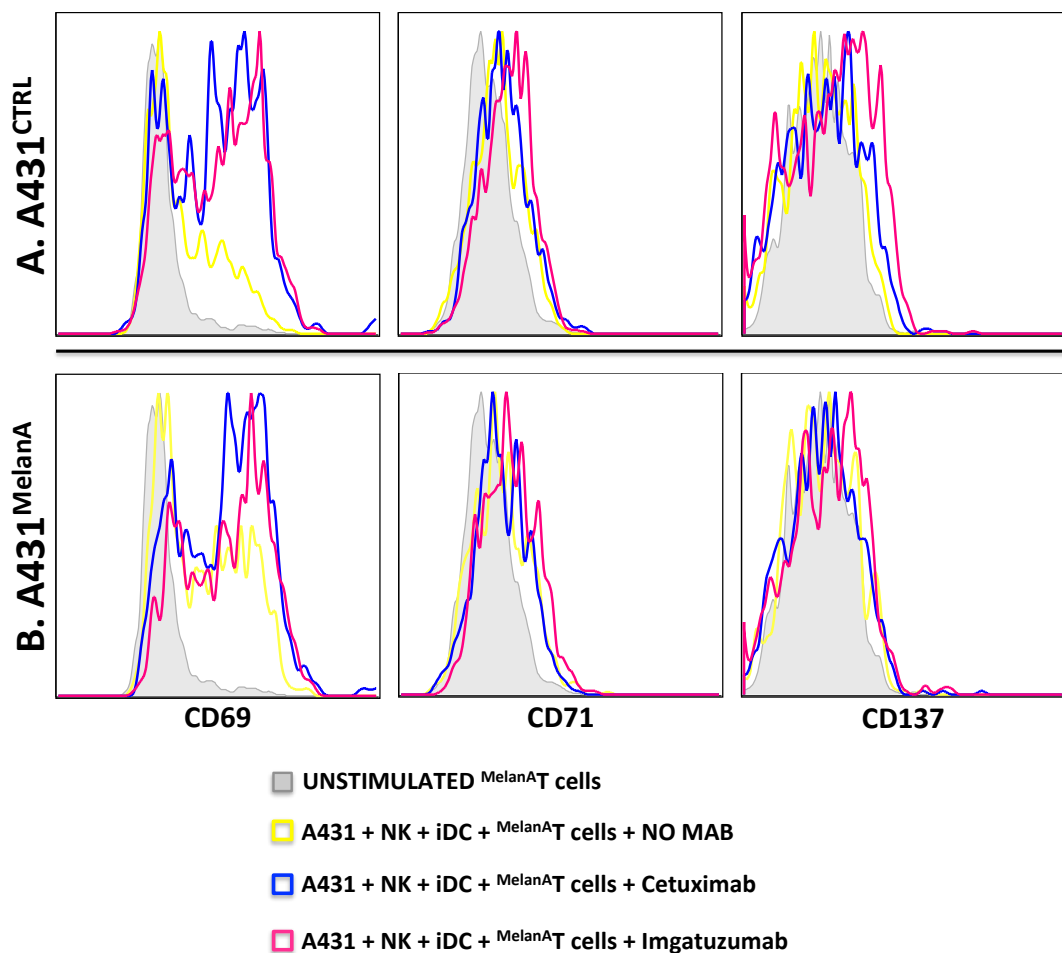 A. A431CTRL
B. A431MelanA
CD69
CD71
CD137
UNSTIMULATED MelanAT cells
A431 + NK + iDC + MelanAT cells + NO MAB
A431 + NK + iDC + MelanAT cells + Cetuximab
A431 + NK + iDC + MelanAT cells + Imgatuzumab